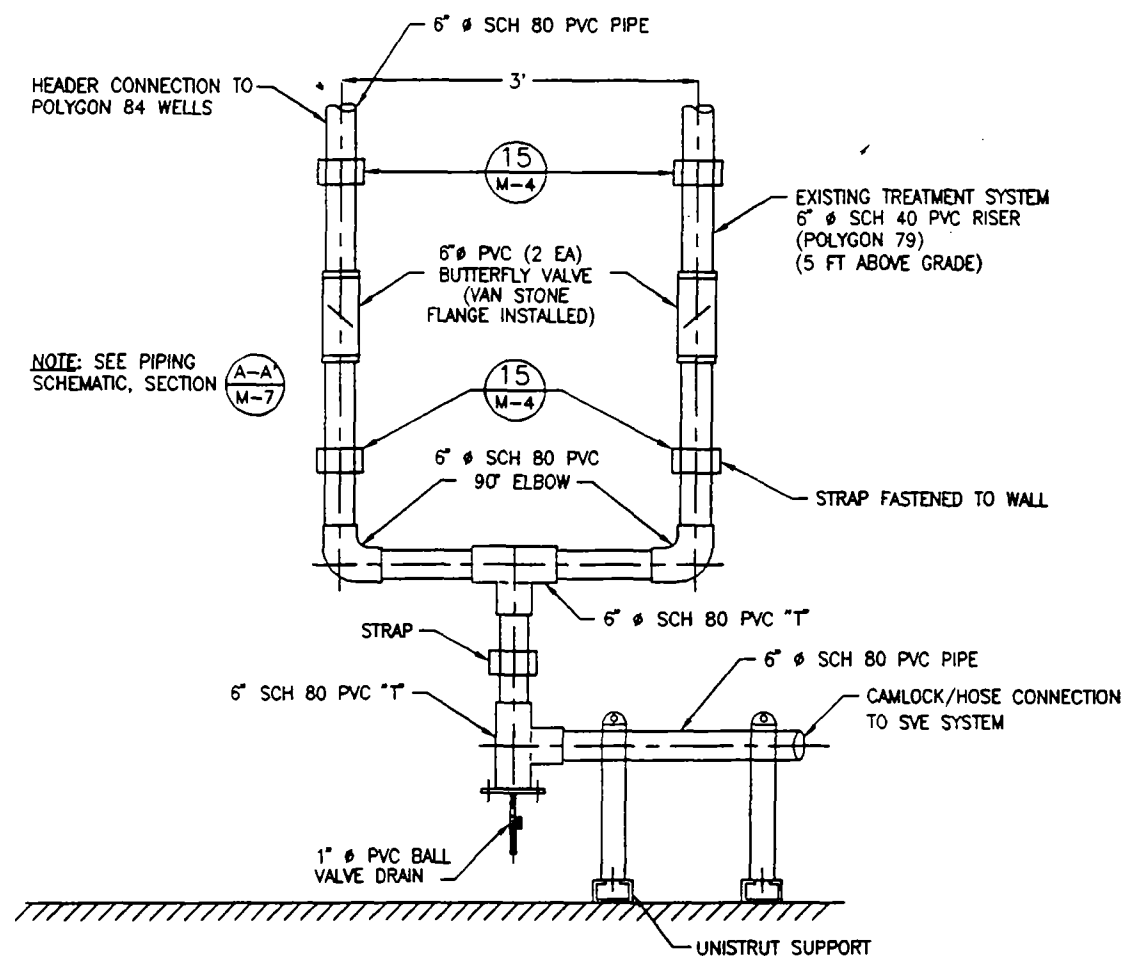 6" ø SCH 80 PVC PIPE
3'
HEADER CONNECTION TO
POLYGON 84 WELLS
15
M-4
EXISTING TREATMENT SYSTEM
6" ø SCH 40 PVC RISER
(POLYGON 79)
(5 FT ABOVE GRADE)
6"ø PVC (2 EA)
BUTTERFLY VALVE
(VAN STONE
FLANGE INSTALLED)
NOTE: SEE PIPING
SCHEMATIC, SECTION
A-A'
M-7
15
M-4
6" ø SCH 80 PVC
90° ELBOW
STRAP FASTENED TO WALL
6" ø SCH 80 PVC "T"
STRAP
6" ø SCH 80 PVC PIPE
6" SCH 80 PVC "T"
CAMLOCK/HOSE CONNECTION
TO SVE SYSTEM
1" ø PVC BALL
VALVE DRAIN
UNISTRUT SUPPORT